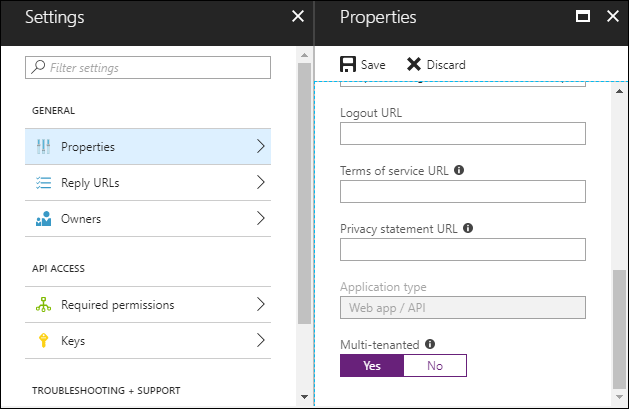 Settings
Filter settings
GENERAL
Properties
Reply URLs
Owners
API ACCESS
Required permissions
Keys
TROUBLESHOOTING + SUPPORT
Properties
Save Discard
Logout URL
Terms of service URL
Privacy statement URL
Application type
Web app / API
Multi-tenanted
Yes No